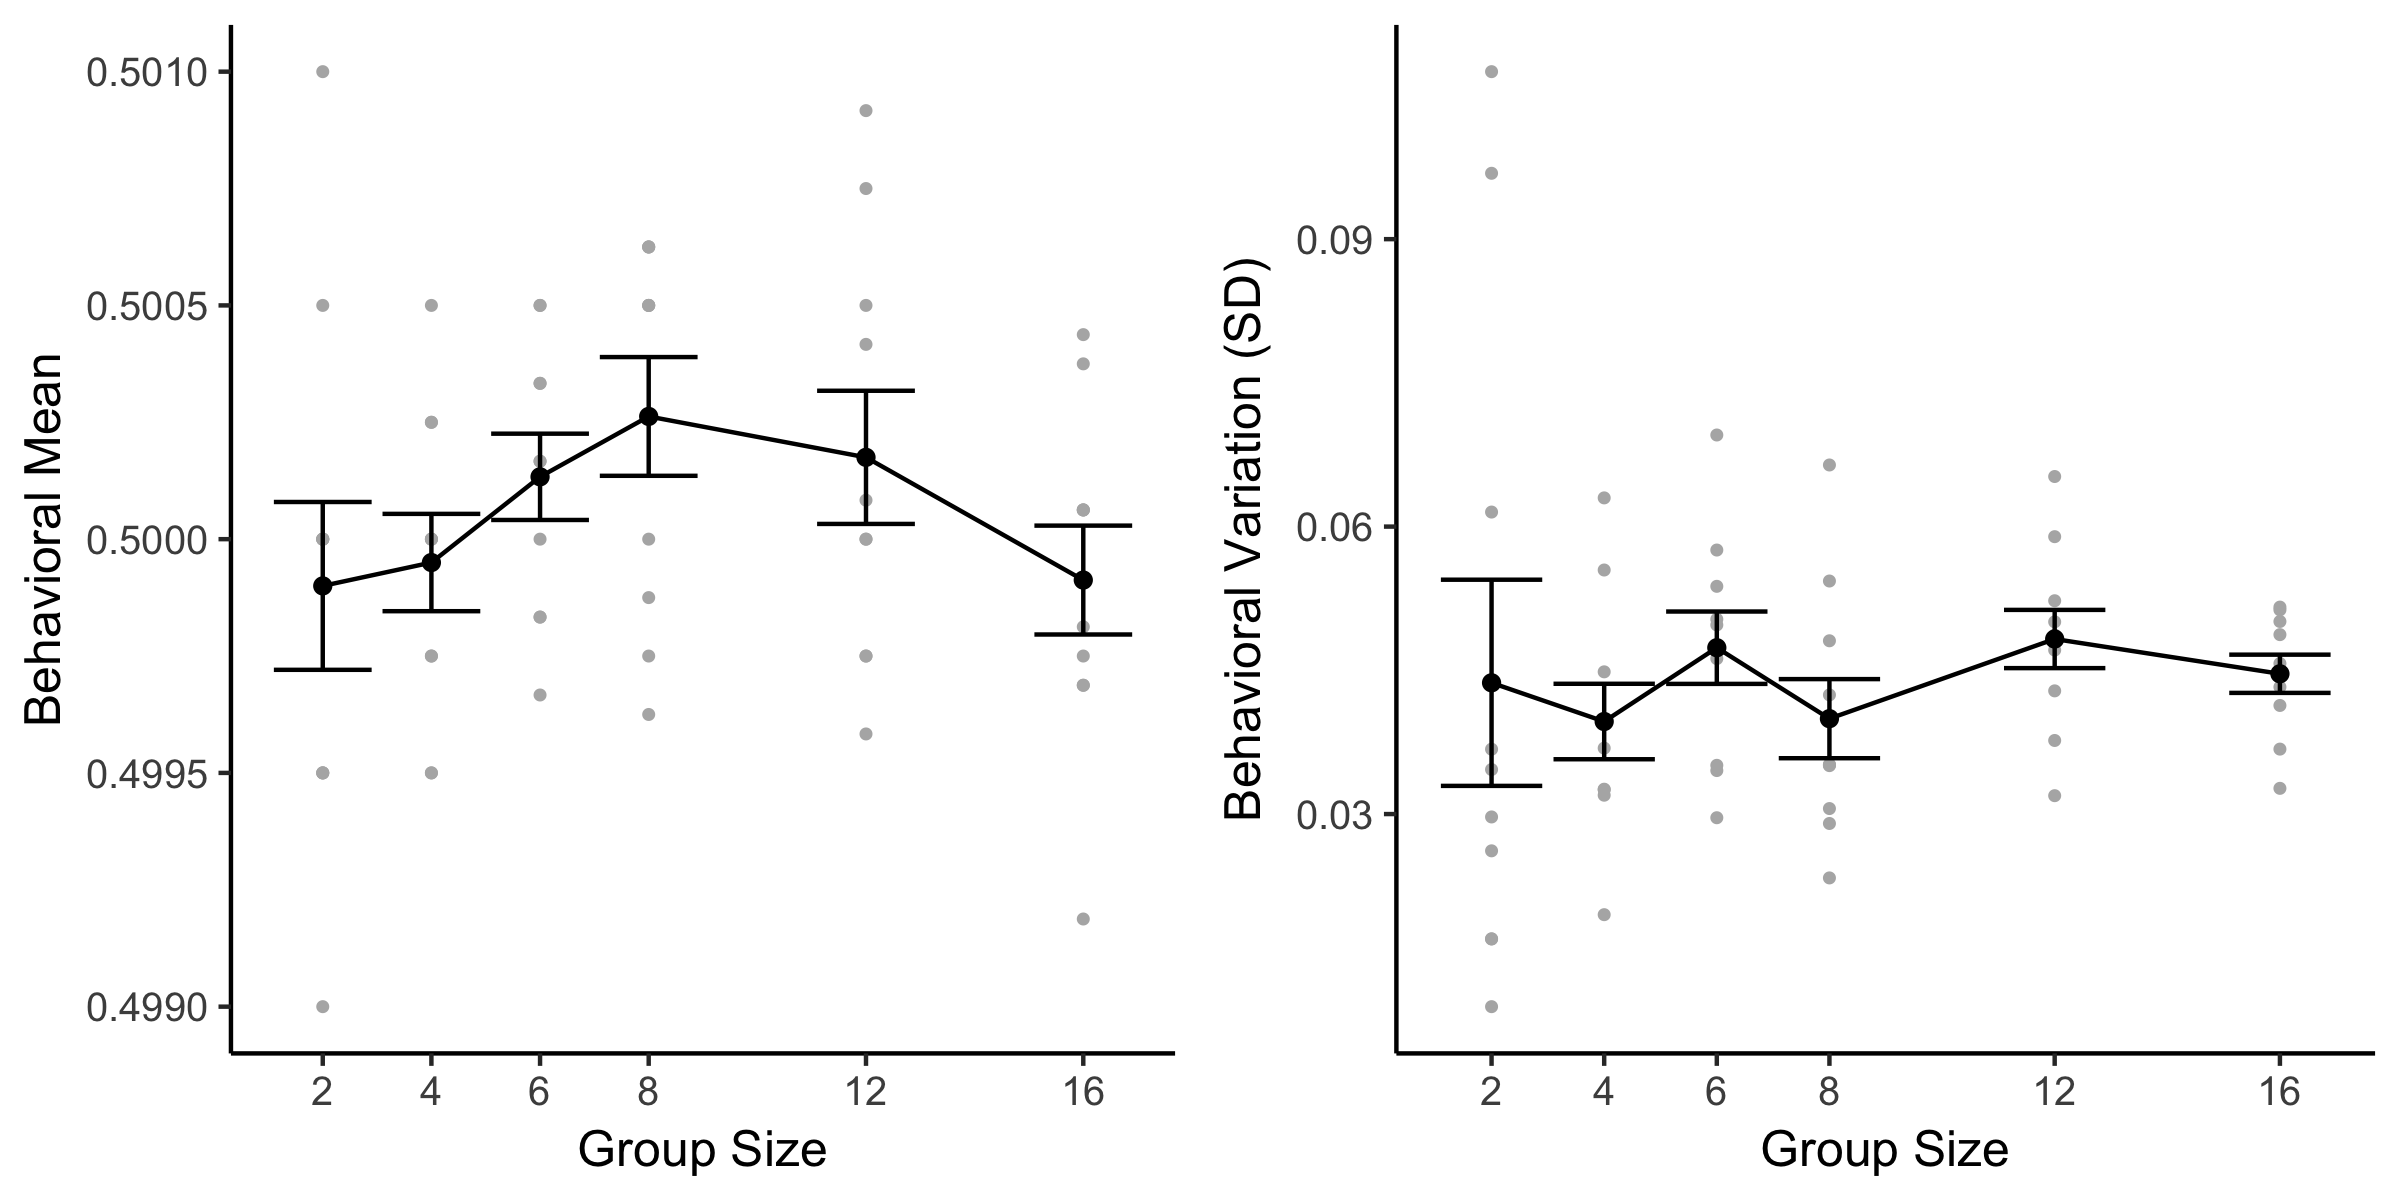 Behavioral Mean
0.5010
0.5005
0.5000
0.4995
0.4990
2 4 6 8 12 16
Group Size
Behavioral Variation (SD)
0.09
0.06
0.03
2 4 6 8 12 16
Group Size